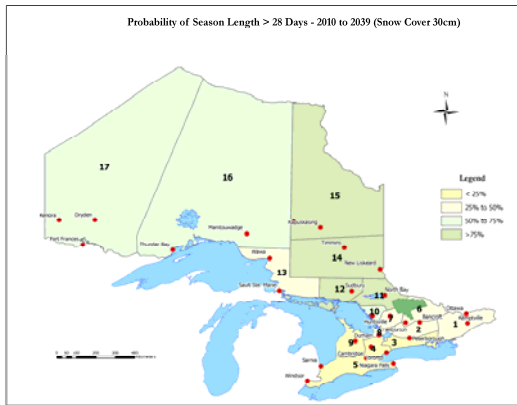 Probability of Season Length > 28 Days - 2010 to 2039 (Snow Cover 30cm)
N
Legend
< 25%
25% to 50%
50% to 75%
>75%
17
16
15
Kenora
Dryden
Fort Frances
Thunder Bay
Manitouwadge
Kapuskasing
Timmins
14
New Liskeard
Wawa
13
Sault Ste. Marie
12
Sudbury
11
North Bay
10
Huntsville
6
Ottawa
Kemptville
Bancroft
1
2
Peterborough
8
Durham
9
4
3
Cambridge
Toronto
5
Niagara Falls
Sarnia
Windsor